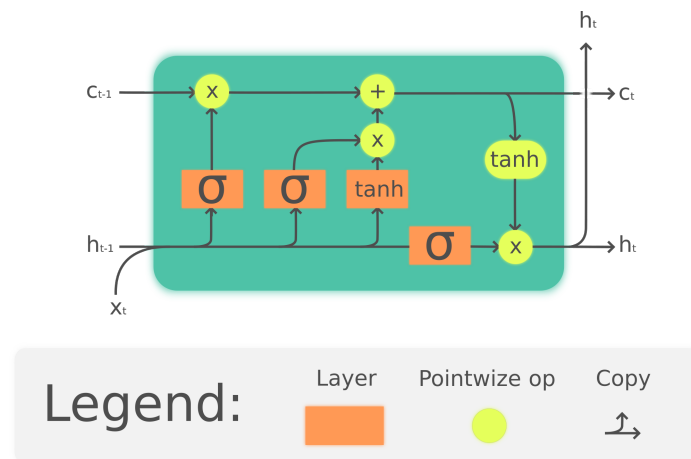 hₜ
cₜ₋₁ x + cₜ
x
tanh
σ σ tanh
hₜ₋₁ σ x hₜ
xₜ
Legend:
Layer Pointwize op Copy